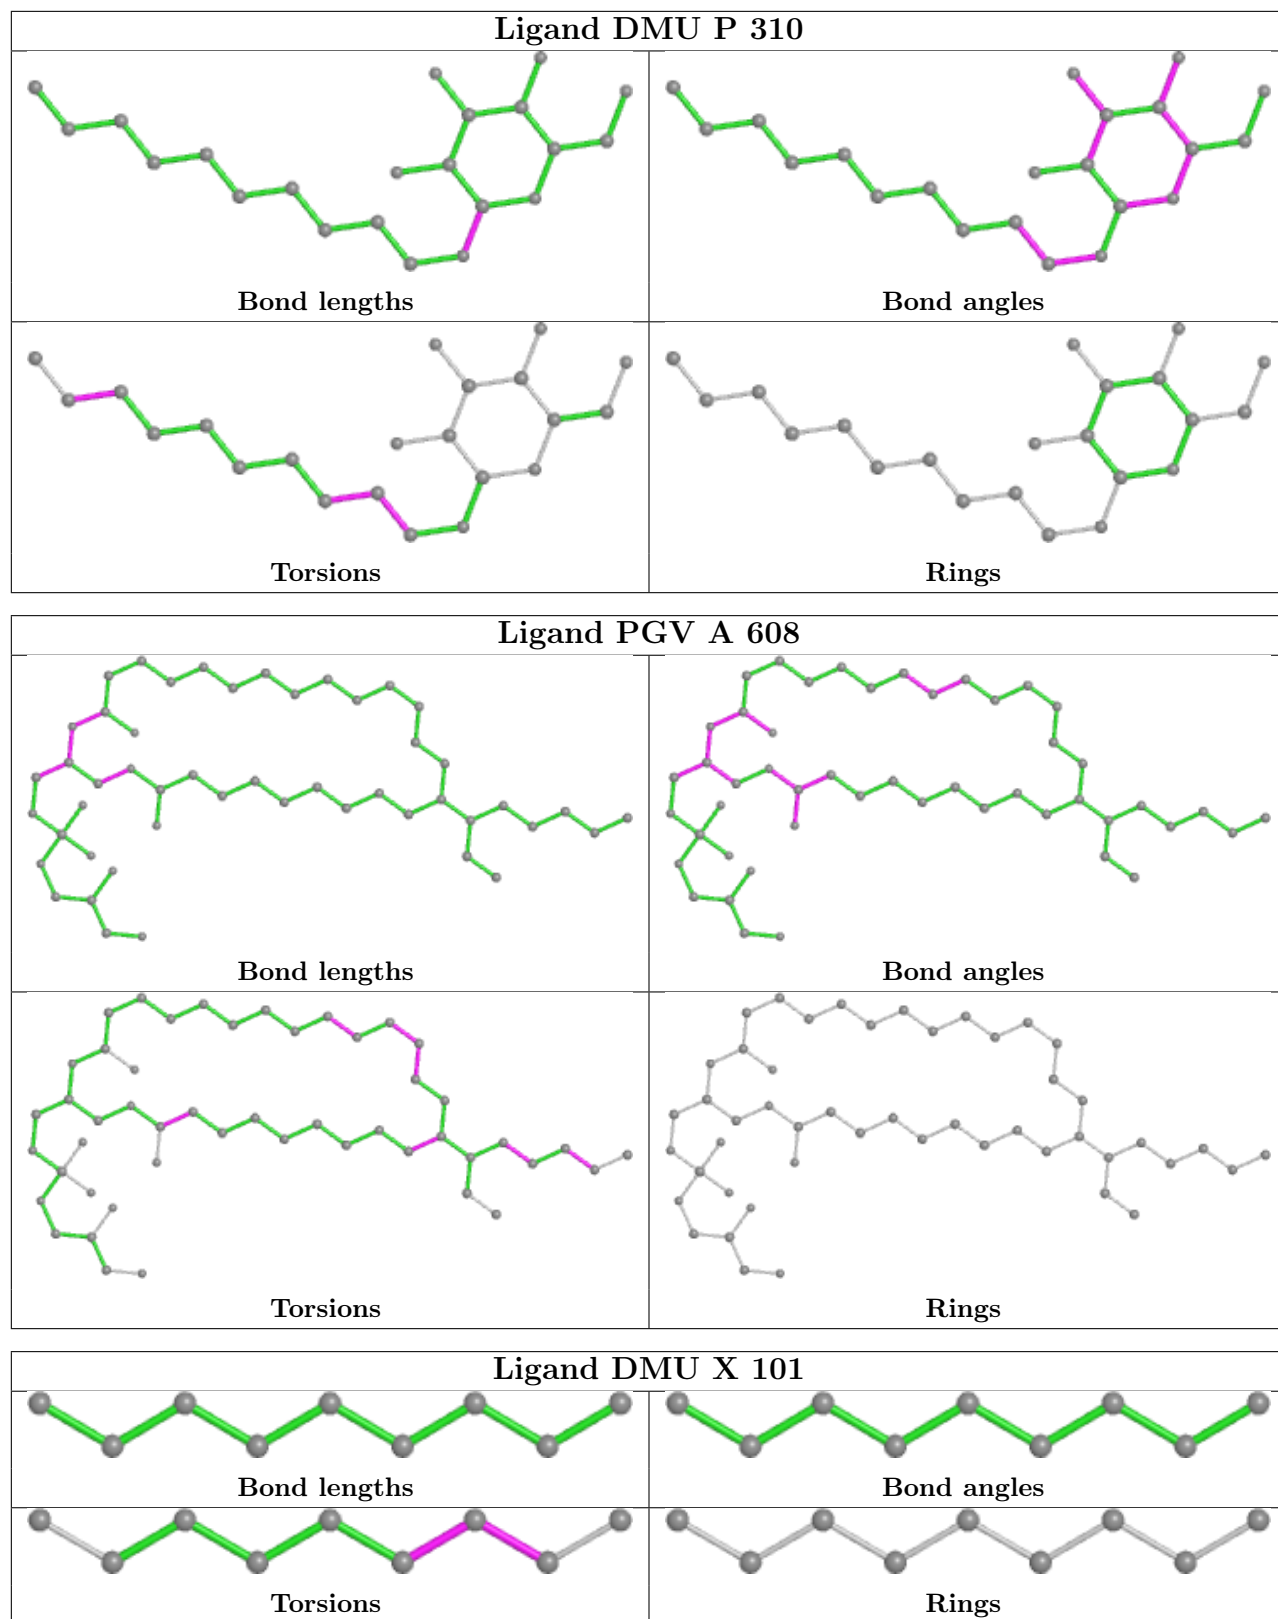 Ligand DMU P 310
Bond lengths
Bond angles
Torsions
Rings
Ligand PGV A 608
Bond lengths
Bond angles
Torsions
Rings
Ligand DMU X 101
Bond lengths
Bond angles
Torsions
Rings